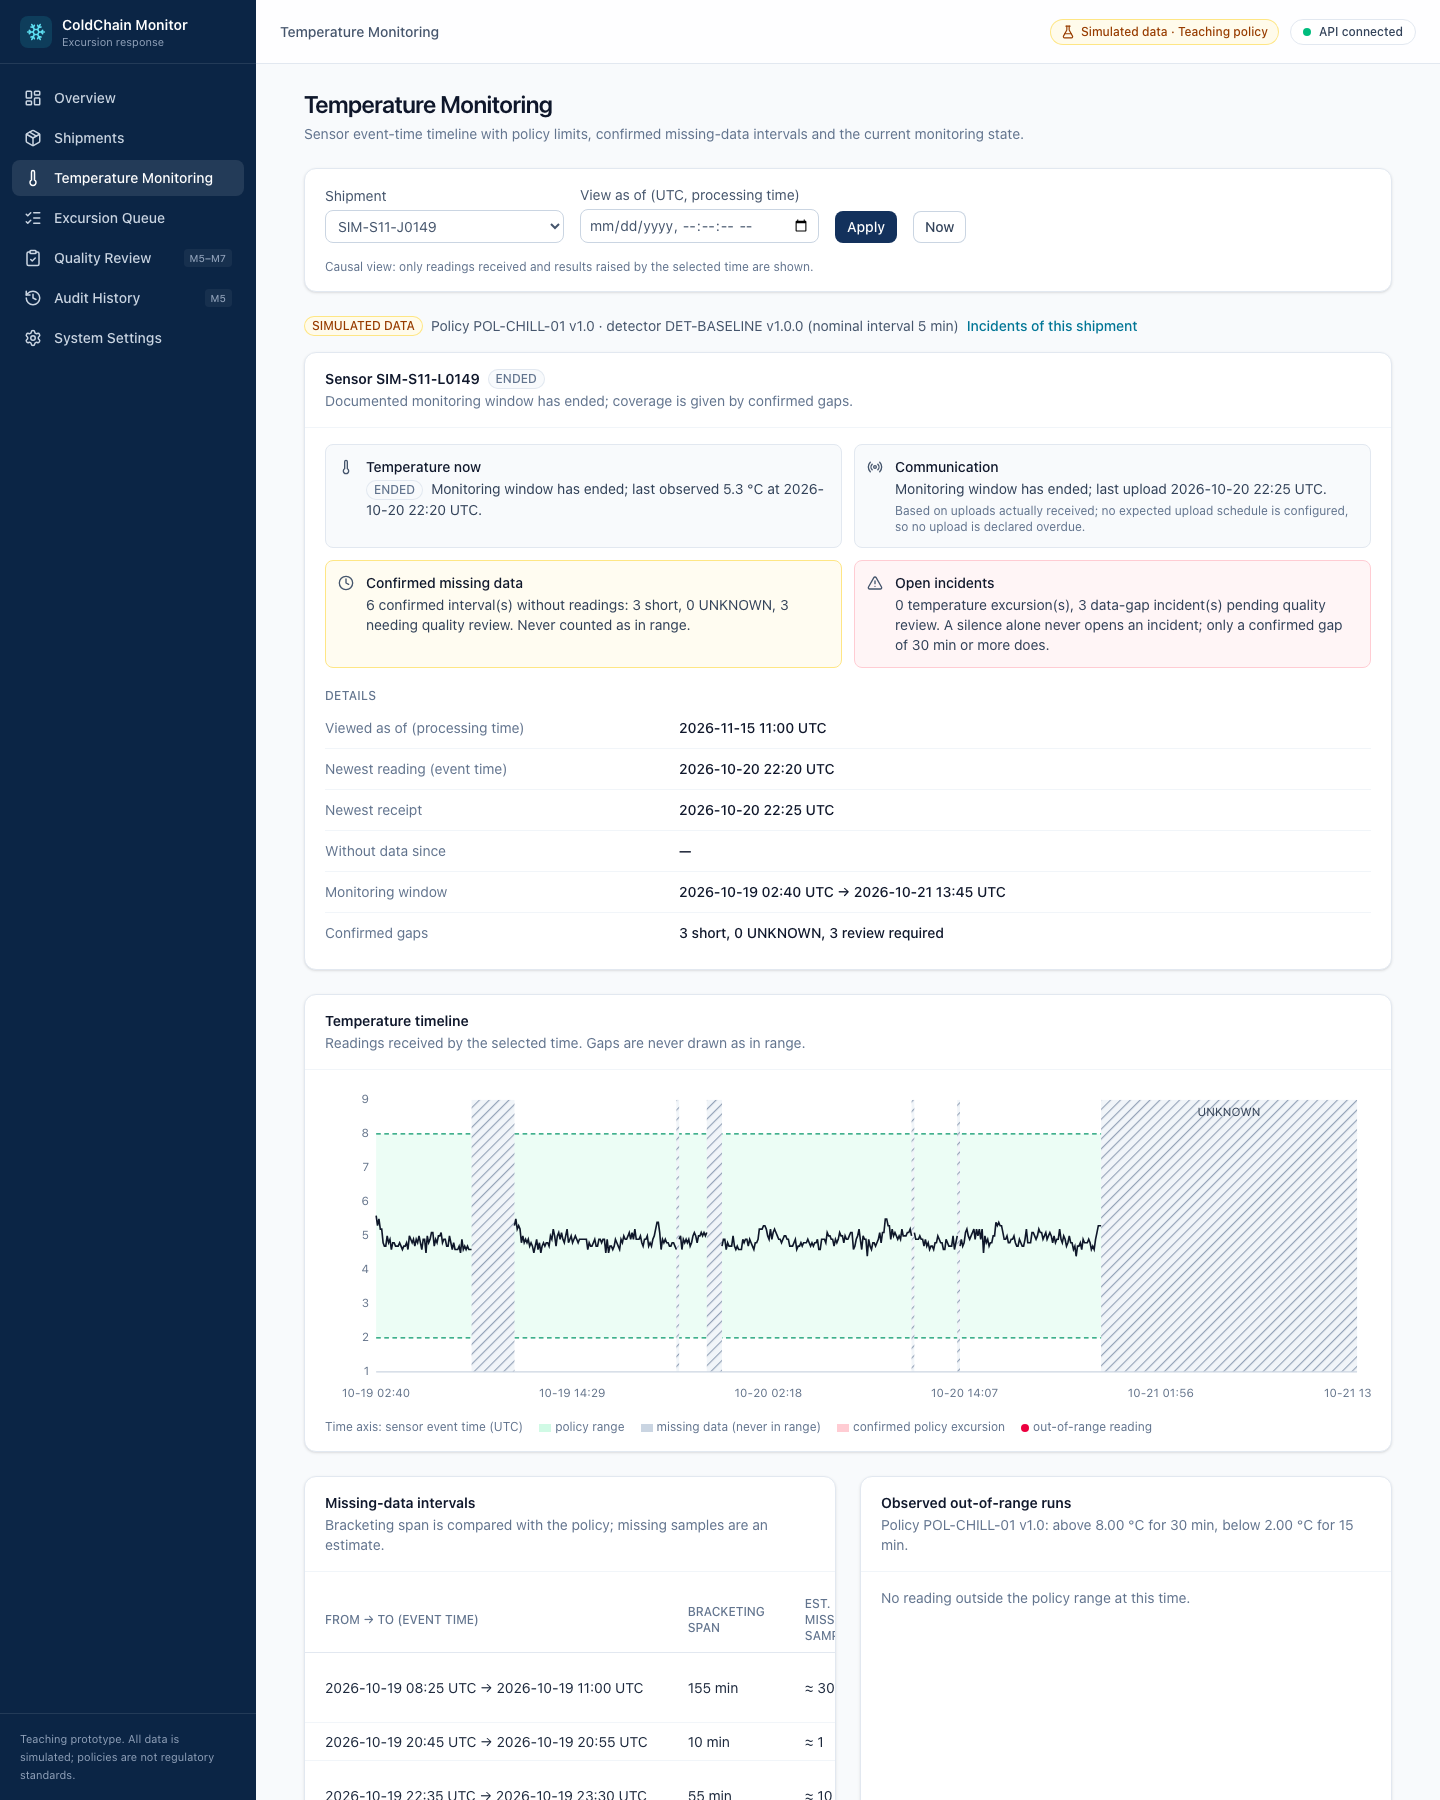 ColdChain Monitor
Excursion response
Overview
Shipments
Temperature Monitoring
Excursion Queue
Quality Review M5–M7
Audit History M5
System Settings
Teaching prototype. All data is
simulated; policies are not regulatory
standards.
Temperature Monitoring
Simulated data · Teaching policy
API connected
Temperature Monitoring
Sensor event-time timeline with policy limits, confirmed missing-data intervals and the current monitoring state.
Shipment
SIM-S11-J0149
View as of (UTC, processing time)
mm/dd/yyyy, --:--:-- --
Apply
Now
Causal view: only readings received and results raised by the selected time are shown.
SIMULATED DATA Policy POL-CHILL-01 v1.0 · detector DET-BASELINE v1.0.0 (nominal interval 5 min) Incidents of this shipment
Sensor SIM-S11-L0149 ENDED
Documented monitoring window has ended; coverage is given by confirmed gaps.
Temperature now
ENDED Monitoring window has ended; last observed 5.3 °C at 2026-
10-20 22:20 UTC.
Communication
Monitoring window has ended; last upload 2026-10-20 22:25 UTC.
Based on uploads actually received; no expected upload schedule is configured,
so no upload is declared overdue.
Confirmed missing data
6 confirmed interval(s) without readings: 3 short, 0 UNKNOWN, 3
needing quality review. Never counted as in range.
Open incidents
0 temperature excursion(s), 3 data-gap incident(s) pending quality
review. A silence alone never opens an incident; only a confirmed gap
of 30 min or more does.
DETAILS
Viewed as of (processing time) 2026-11-15 11:00 UTC
Newest reading (event time) 2026-10-20 22:20 UTC
Newest receipt 2026-10-20 22:25 UTC
Without data since —
Monitoring window 2026-10-19 02:40 UTC → 2026-10-21 13:45 UTC
Confirmed gaps 3 short, 0 UNKNOWN, 3 review required
Temperature timeline
Readings received by the selected time. Gaps are never drawn as in range.
9
8
7
6
5
4
3
2
1
UNKNOWN
10-19 02:40 10-19 14:29 10-20 02:18 10-20 14:07 10-21 01:56 10-21 13
Time axis: sensor event time (UTC) policy range missing data (never in range) confirmed policy excursion out-of-range reading
Missing-data intervals
Bracketing span is compared with the policy; missing samples are an
estimate.
FROM → TO (EVENT TIME)
BRACKETING
SPAN
EST.
MISS
SAMP
2026-10-19 08:25 UTC → 2026-10-19 11:00 UTC 155 min ≈ 30
2026-10-19 20:45 UTC → 2026-10-19 20:55 UTC 10 min ≈ 1
2026-10-19 22:35 UTC → 2026-10-19 23:30 UTC 55 min ≈ 10
Observed out-of-range runs
Policy POL-CHILL-01 v1.0: above 8.00 °C for 30 min, below 2.00 °C for 15
min.
No reading outside the policy range at this time.